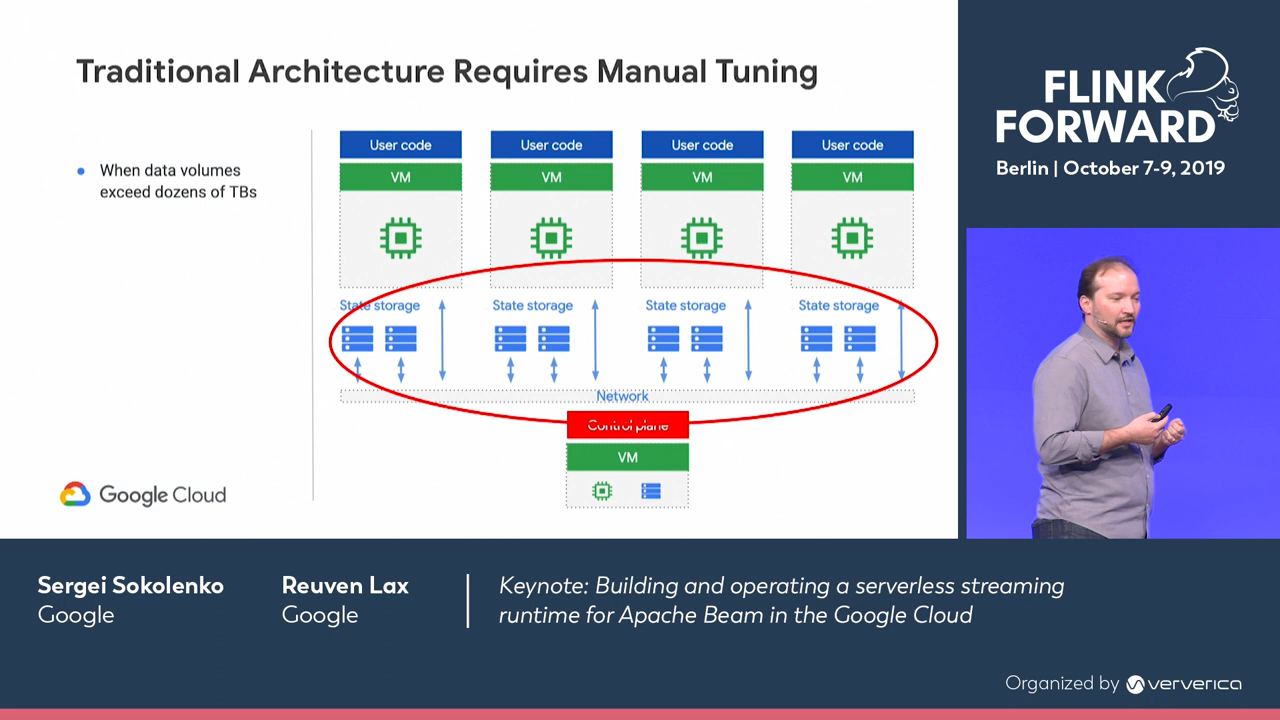 Traditional Architecture Requires Manual Tuning
When data volumes
exceed dozens of TBs
User code
User code
User code
User code
VM
VM
VM
VM
State storage
State storage
State storage
State storage
Network
Control plane
VM
Google Cloud
FLINK
FORWARD
Berlin | October 7-9, 2019
Sergei Sokolenko
Google
Reuven Lax
Google
Keynote: Building and operating a serverless streaming
runtime for Apache Beam in the Google Cloud
Organized by ververica